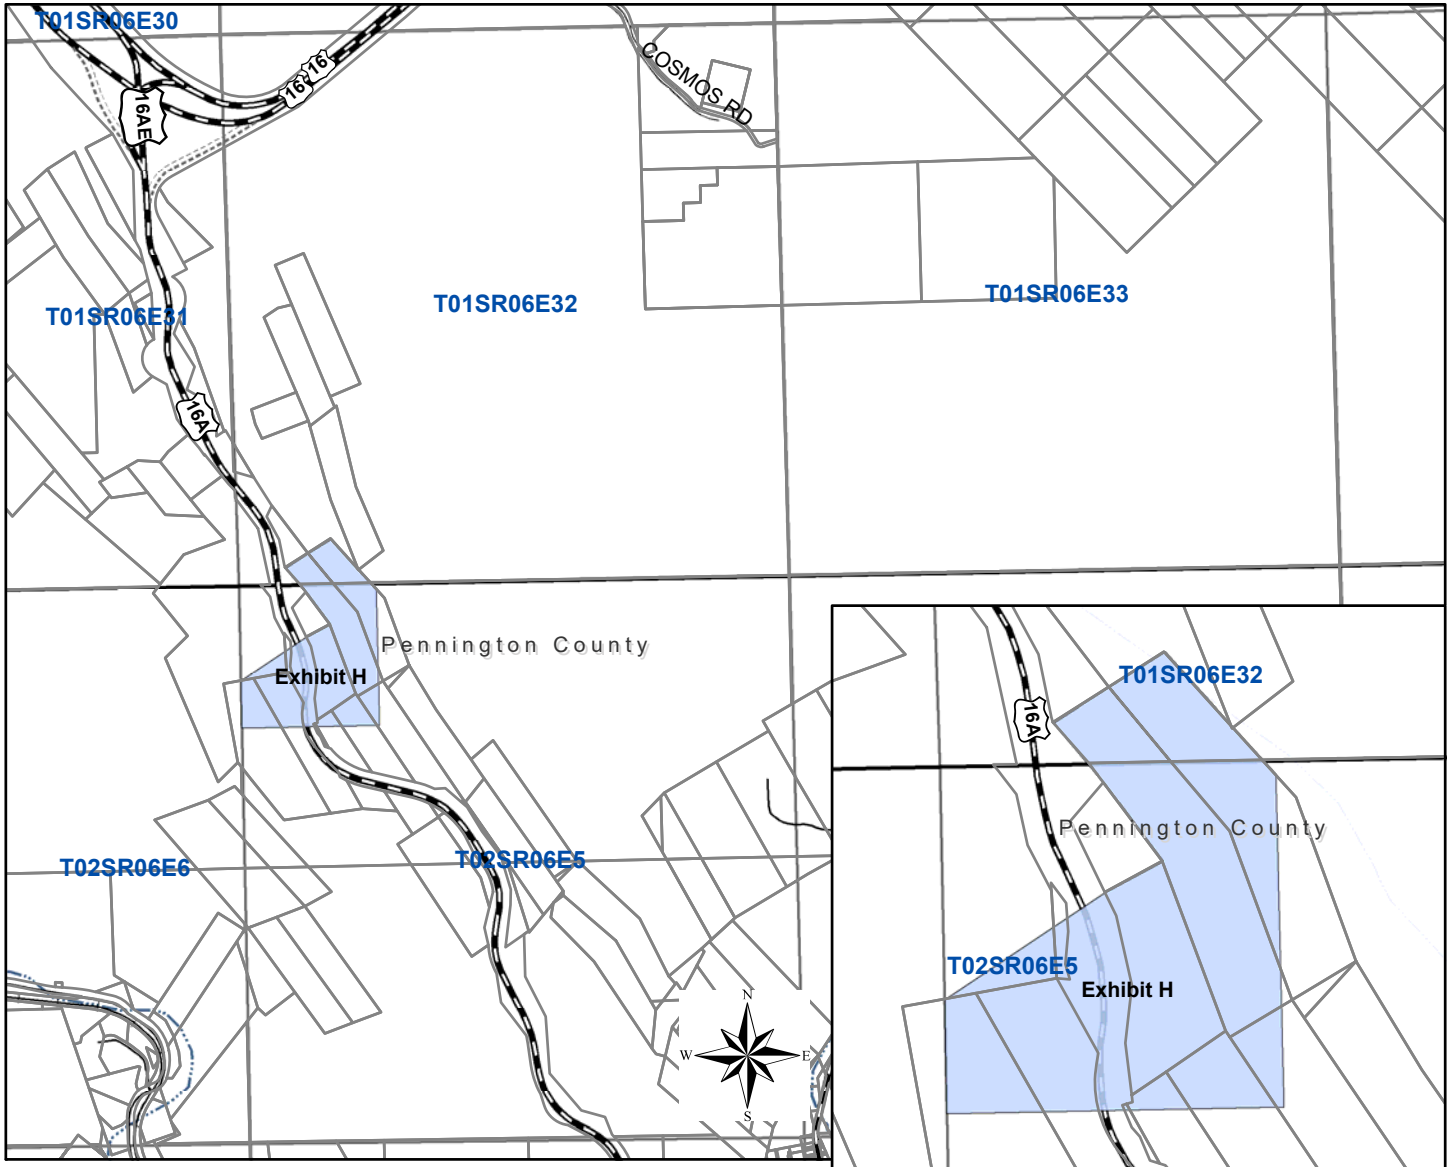 T01SR06E30
16
16
16AE
COSMOS RD
T01SR06E31
T01SR06E32
T01SR06E33
16A
Pennington County
Exhibit H
T02SR06E6
T02SR06E5
N
W
E
S
T01SR06E32
16A
Pennington County
T02SR06E5
Exhibit H